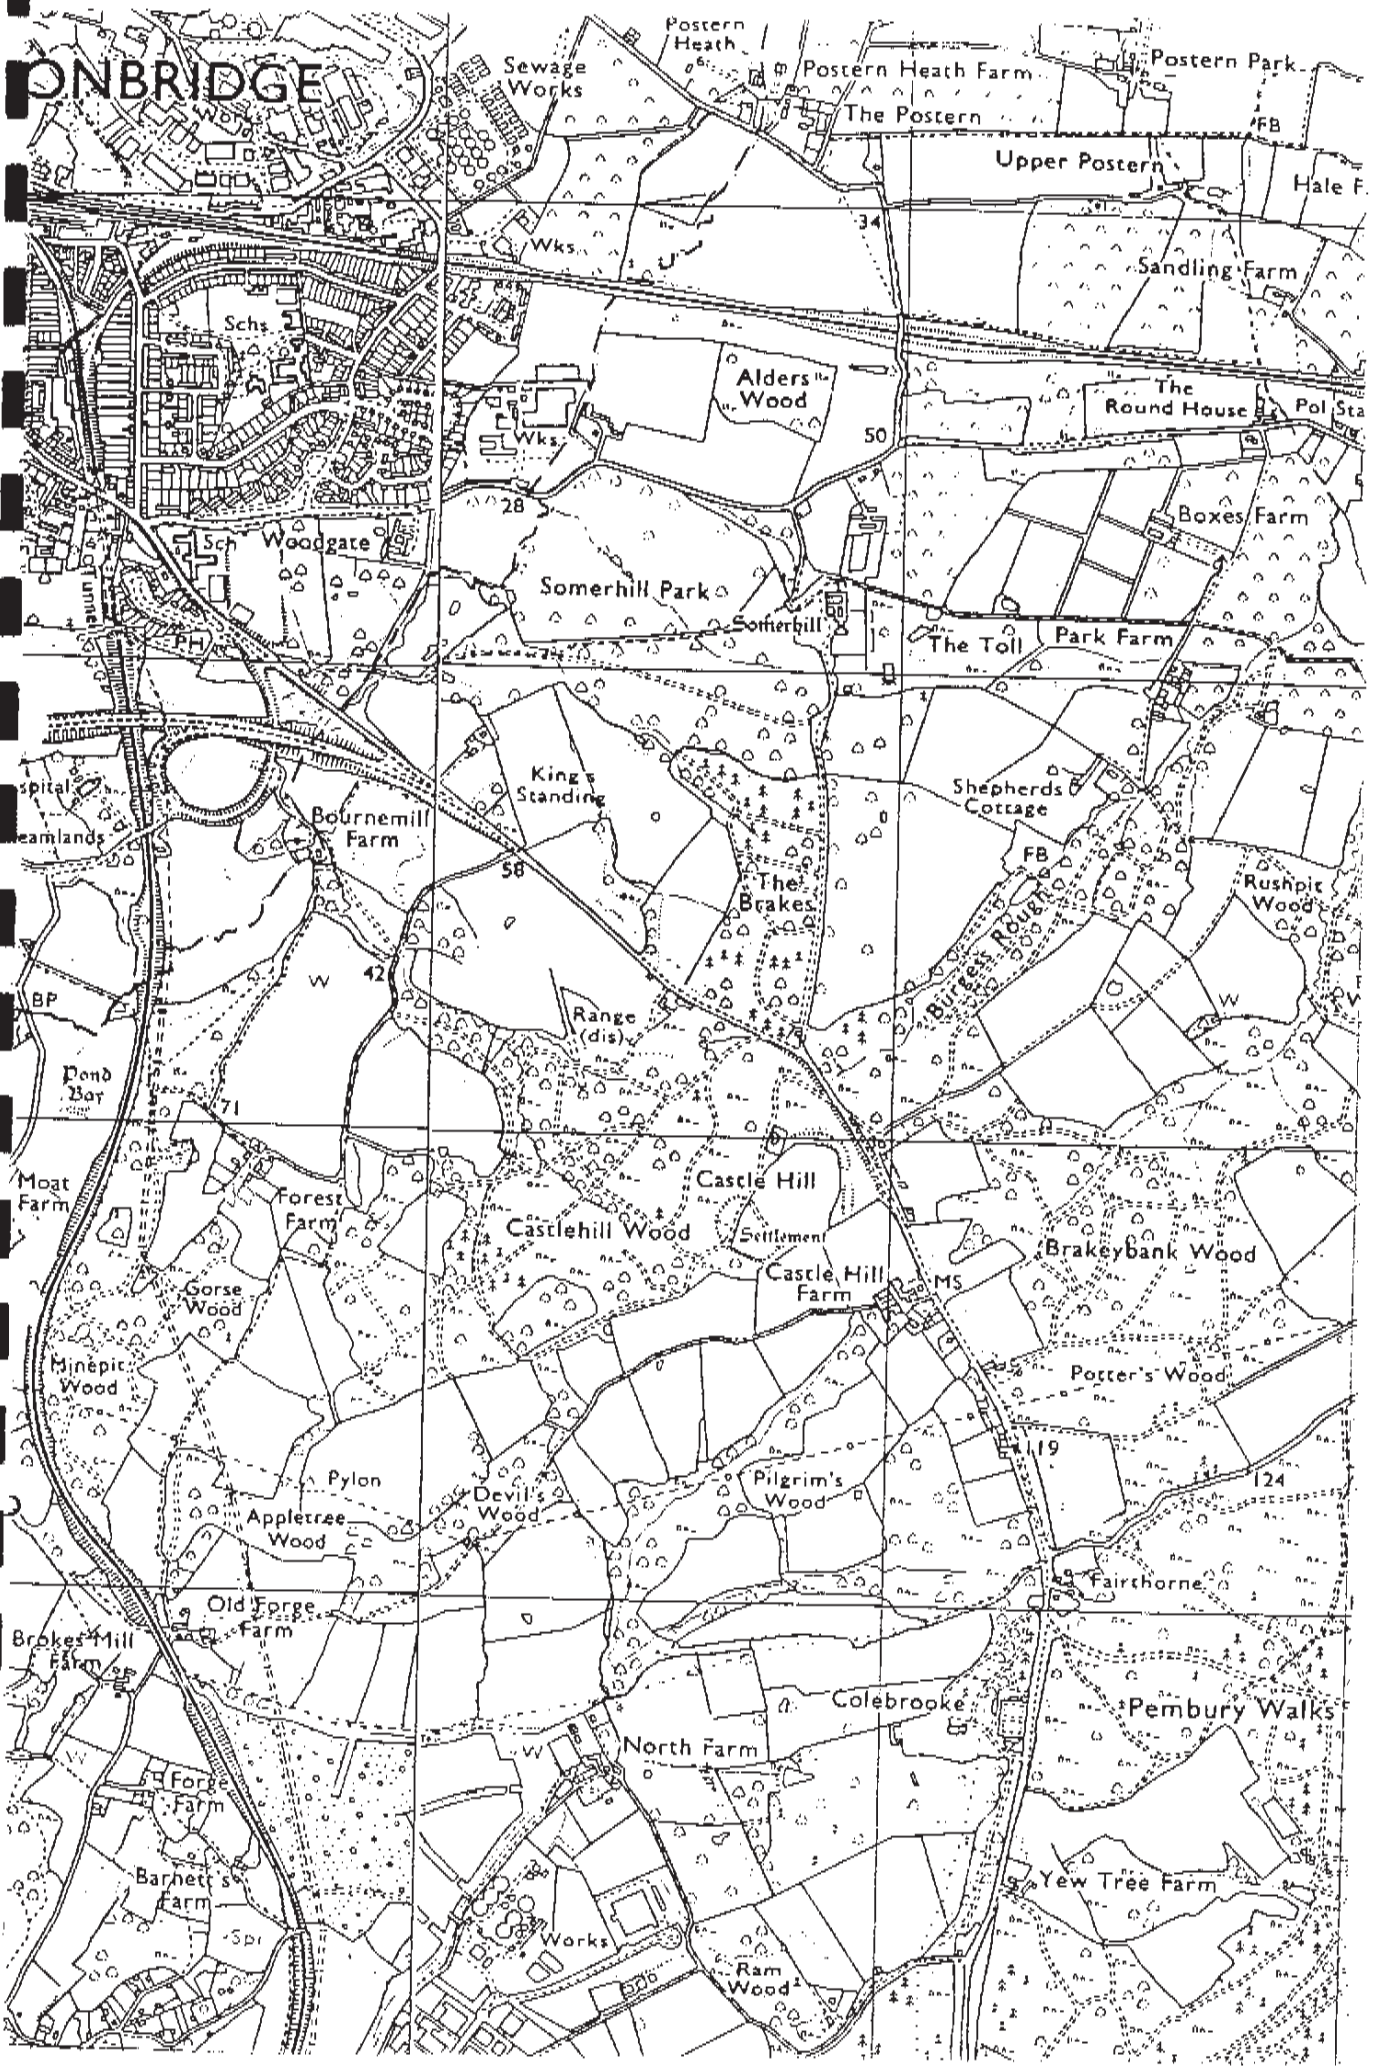 Postern
Heath
ONBRIDGE
Sewage
Works
Postern Heath Farm
Postern Park
The Postern
FB
Upper Postern
Hale F
34
Wks
Sandling Farm
Schs
Alders
Wood
The
Round House
Pol Sta
Wks
50
28
Boxes Farm
Sch
Woodgate
Tunnel
Somerhill Park
Somerhill
PH
The Toll
Park Farm
King's
Standing
spital
Shepherds
Cottage
Bournemill
Farm
eamlands
58
FB
The
Brakes
Rushpit
Wood
Burgess Rough
42
W
BP
W
Range
(dis)
Pond
Bay
71
Moat
Farm
Castle Hill
Forest
Farm
Castlehill Wood
Settlement
Brakeybank Wood
Castle Hill
Farm
MS
Gorse
Wood
Minepit
Wood
Potter's Wood
119
Pylon
Pilgrim's
Wood
124
Devil's
Wood
Appletree
Wood
Fairthorne
Old Forge
Farm
Brokes Mill
Farm
Colebrooke
Pembury Walks
W
W
North Farm
Forge
Farm
Barnett's
Farm
Yew Tree Farm
Spr
Works
Ram
Wood